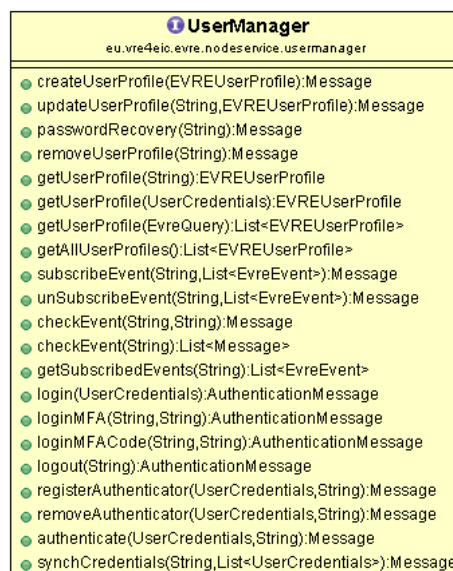 I UserManager
eu.vre4eic.evre.nodeservice.usermanager
createUserProfile(EVREUserProfile):Message
updateUserProfile(String,EVREUserProfile):Message
passwordRecovery(String):Message
removeUserProfile(String):Message
getUserProfile(String):EVREUserProfile
getUserProfile(UserCredentials):EVREUserProfile
getUserProfile(EvreQuery):List<EVREUserProfile>
getAllUserProfiles():List<EVREUserProfile>
subscribeEvent(String,List<EvreEvent>):Message
unSubscribeEvent(String,List<EvreEvent>):Message
checkEvent(String,String):Message
checkEvent(String):List<Message>
getSubscribedEvents(String):List<EvreEvent>
login(UserCredentials):AuthenticationMessage
loginMFA(String,String):AuthenticationMessage
loginMFACode(String,String):AuthenticationMessage
logout(String):AuthenticationMessage
registerAuthenticator(UserCredentials,String):Message
removeAuthenticator(UserCredentials,String):Message
authenticate(UserCredentials,String):Message
synchCredentials(String,List<UserCredentials>):Message